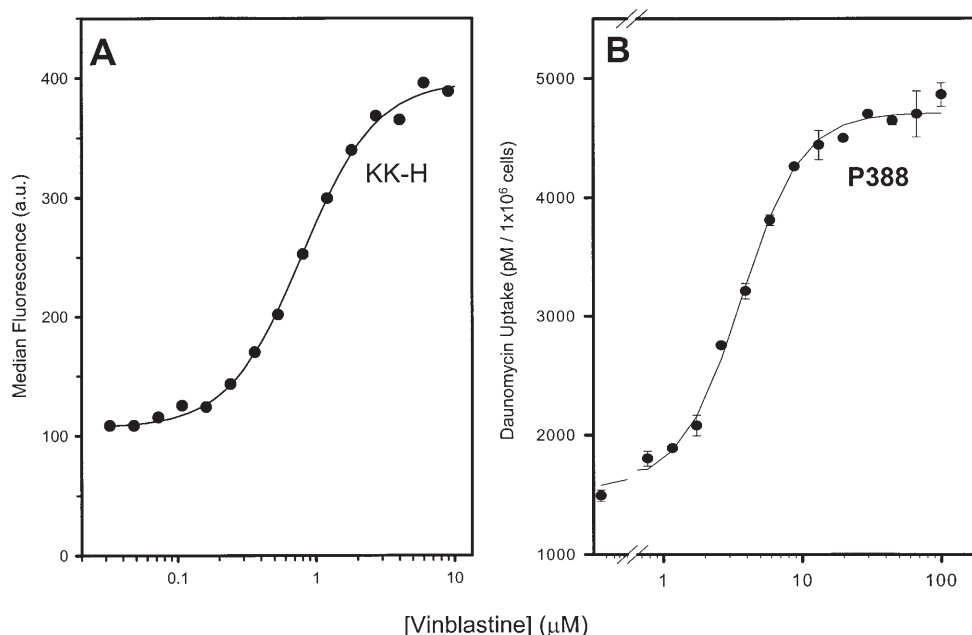 A
Median Fluorescence (a.u.)
400
300
200
100
0
KK-H
0.1
1
10
B
Daunomycin Uptake (pM / 1x10⁶ cells)
5000
4000
3000
2000
1000
P388
1
10
100
[Vinblastine] (μM)